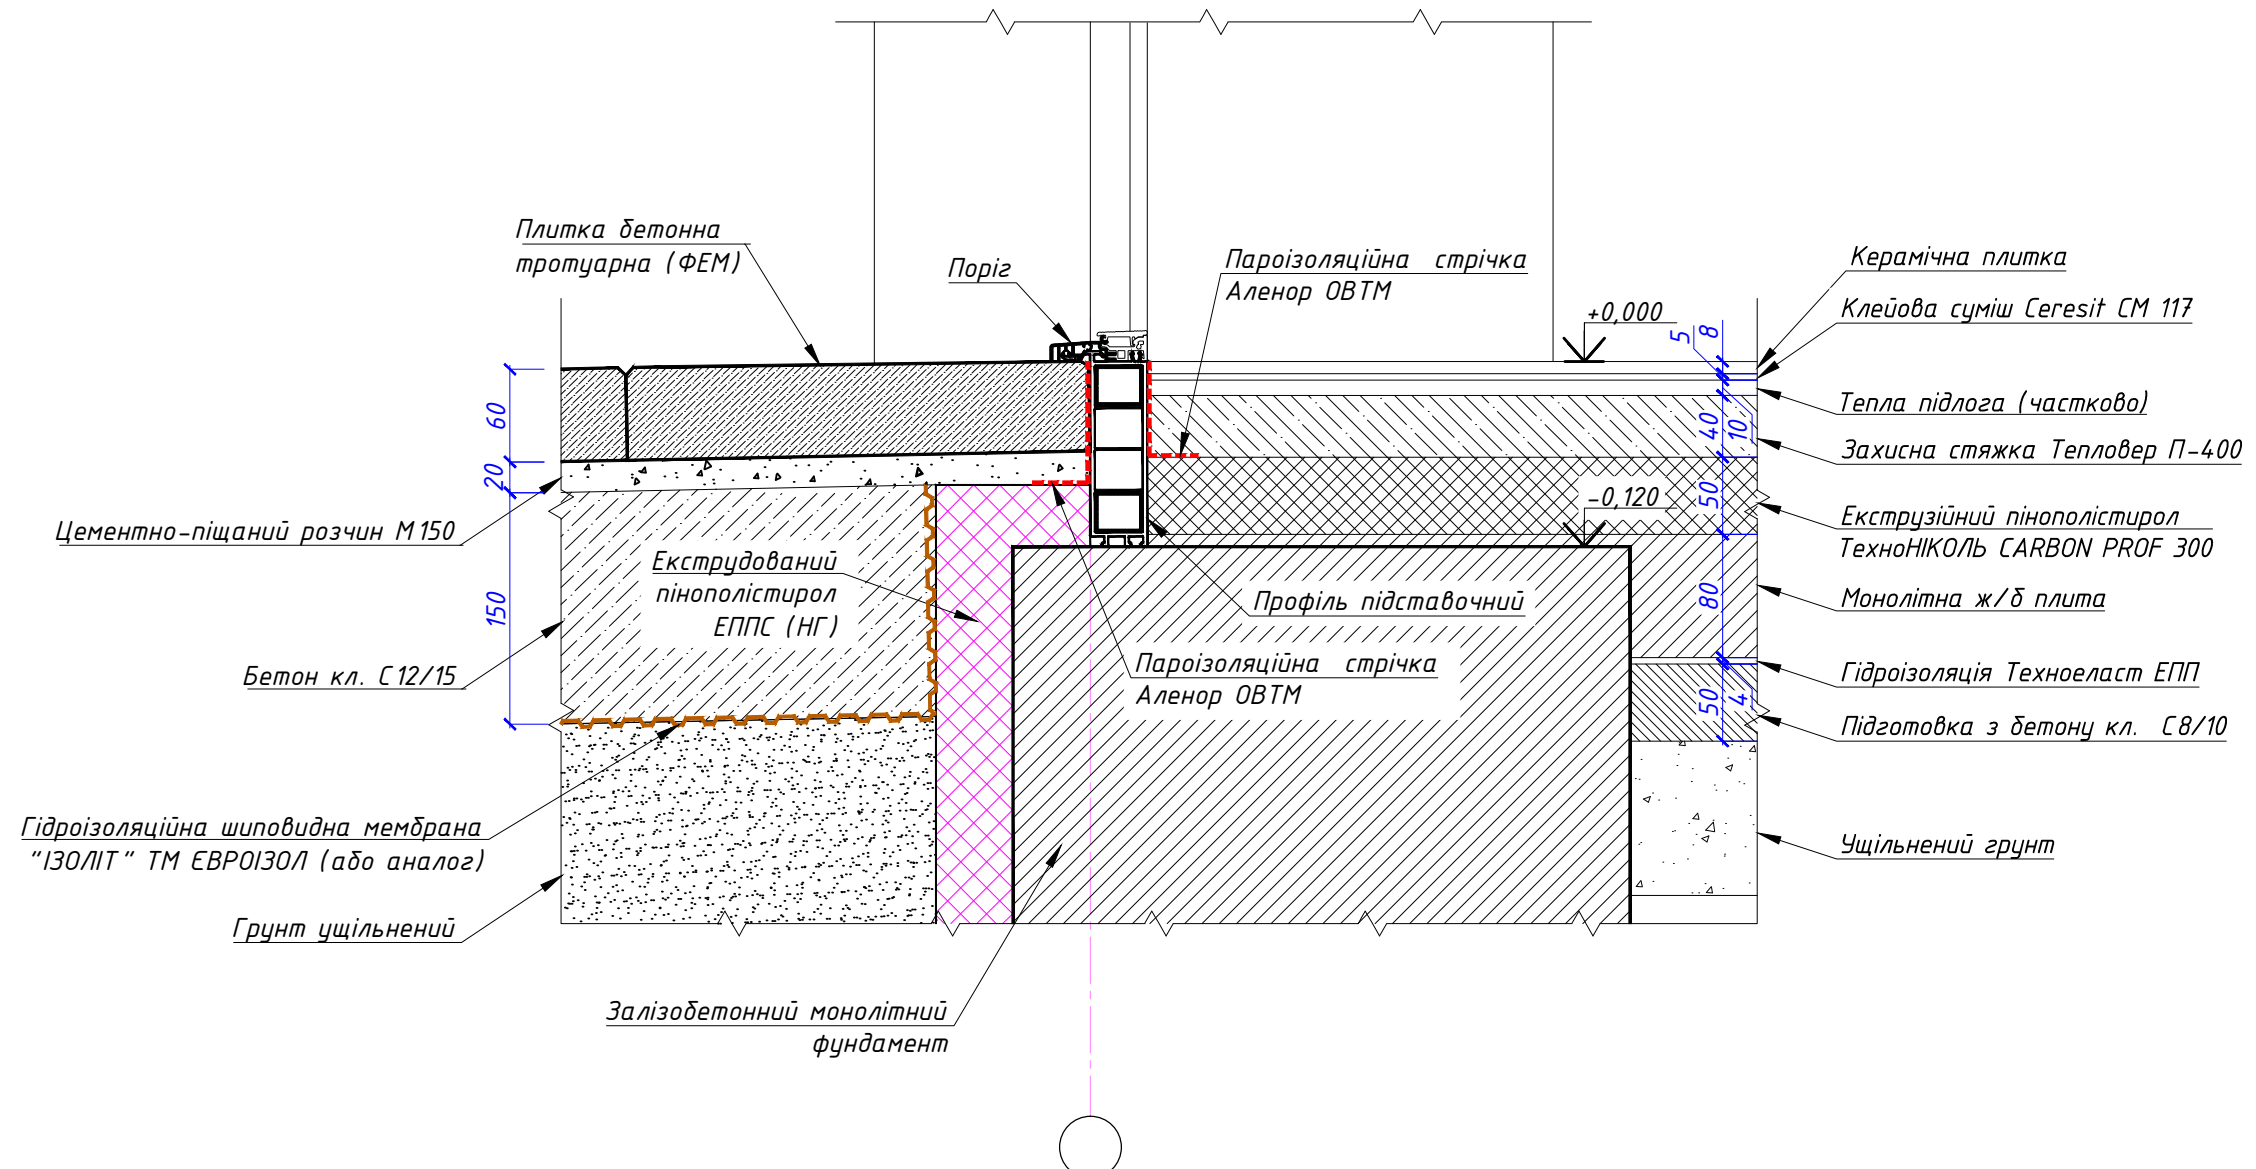 Плитка бетонна
тротуарна (ФЕМ)
Поріг
Пароізоляційна стрічка
Аленор ОВТМ
+0,000
5
8
Керамічна плитка
Клейова суміш Ceresit CM 117
Тепла підлога (частково)
Захисна стяжка Тепловер П-400
Екструзійний пінополістирол
ТехноНІКОЛЬ CARBON PROF 300
Монолітна ж/б плита
Гідроізоляція Техноеласт ЕПП
Підготовка з бетону кл. С8/10
Ущільнений грунт
40
10
50
80
50
4
-0,120
60
20
150
Цементно-піщаний розчин М150
Екструдований
пінополістирол
ЕППС (НГ)
Профіль підставочний
Пароізоляційна стрічка
Аленор ОВТМ
Бетон кл. С12/15
Гідроізоляційна шиповидна мембрана
"ІЗОЛІТ" ТМ ЕВРОІЗОЛ (або аналог)
Грунт ущільнений
Залізобетонний монолітний
фундамент